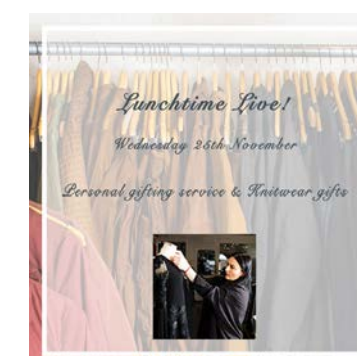 Lunchtime Live!
Wednesday 25th November
Personal gifting service & Knitwear gifts